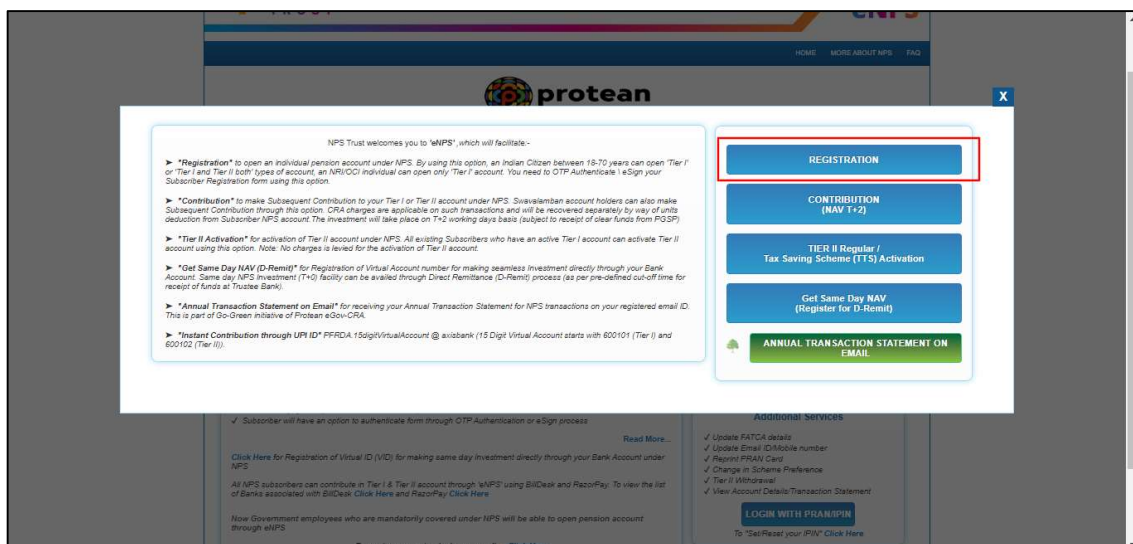 TRUST
eNPS
HOME MORE ABOUT NPS FAQ
protean
X
NPS Trust welcomes you to 'eNPS' ,which will facilitate:-
➤ "Registration" to open an individual pension account under NPS. By using this option, an Indian Citizen between 18-70 years can open 'Tier I'
or 'Tier I and Tier II both' types of account, an NRI/OCI individual can open only 'Tier I' account. You need to OTP Authenticate \ eSign your
Subscriber Registration form using this option.
➤ "Contribution" to make Subsequent Contribution to your Tier I or Tier II account under NPS. Swavalamban account holders can also make
Subsequent Contribution through this option. CRA charges are applicable on such transactions and will be recovered separately by way of units
deduction from Subscriber NPS account. The investment will take place on T+2 working days basis (subject to receipt of clear funds from PGSP)
➤ "Tier II Activation" for activation of Tier II account under NPS. All existing Subscribers who have an active Tier I account can activate Tier II
account using this option. Note: No charges is levied for the activation of Tier II account.
➤ "Get Same Day NAV (D-Remit)" for Registration of Virtual Account number for making seamless Investment directly through your Bank
Account. Same day NPS Investment (T+0) facility can be availed through Direct Remittance (D-Remit) process (as per pre-defined cut-off time for
receipt of funds at Trustee Bank).
➤ "Annual Transaction Statement on Email" for receiving your Annual Transaction Statement for NPS transactions on your registered email ID.
This is part of Go-Green initiative of Protean eGov-CRA.
➤ "Instant Contribution through UPI ID" PFRDA.15digitVirtualAccount @ axisbank (15 Digit Virtual Account starts with 600101 (Tier I) and
600102 (Tier II)).
REGISTRATION
CONTRIBUTION
(NAV T+2)
TIER II Regular /
Tax Saving Scheme (TTS) Activation
Get Same Day NAV
(Register for D-Remit)
ANNUAL TRANSACTION STATEMENT ON
EMAIL
✓ Subscriber will have an option to authenticate form through OTP Authentication or eSign process
Read More...
Click Here for Registration of Virtual ID (VID) for making same day Investment directly through your Bank Account under
NPS
All NPS subscribers can contribute in Tier I & Tier II account through 'eNPS' using BillDesk and RazorPay. To view the list
of Banks associated with BillDesk Click Here and RazorPay Click Here
Now Government employees who are mandatorily covered under NPS will be able to open pension account
through eNPS
Additional Services
✓ Update FATCA details
✓ Update Email ID/Mobile number
✓ Reprint PRAN Card
✓ Change in Scheme Preference
✓ Tier II Withdrawal
✓ View Account Details/Transaction Statement
LOGIN WITH PRAN/IPIN
To "Set/Reset your IPIN" Click Here